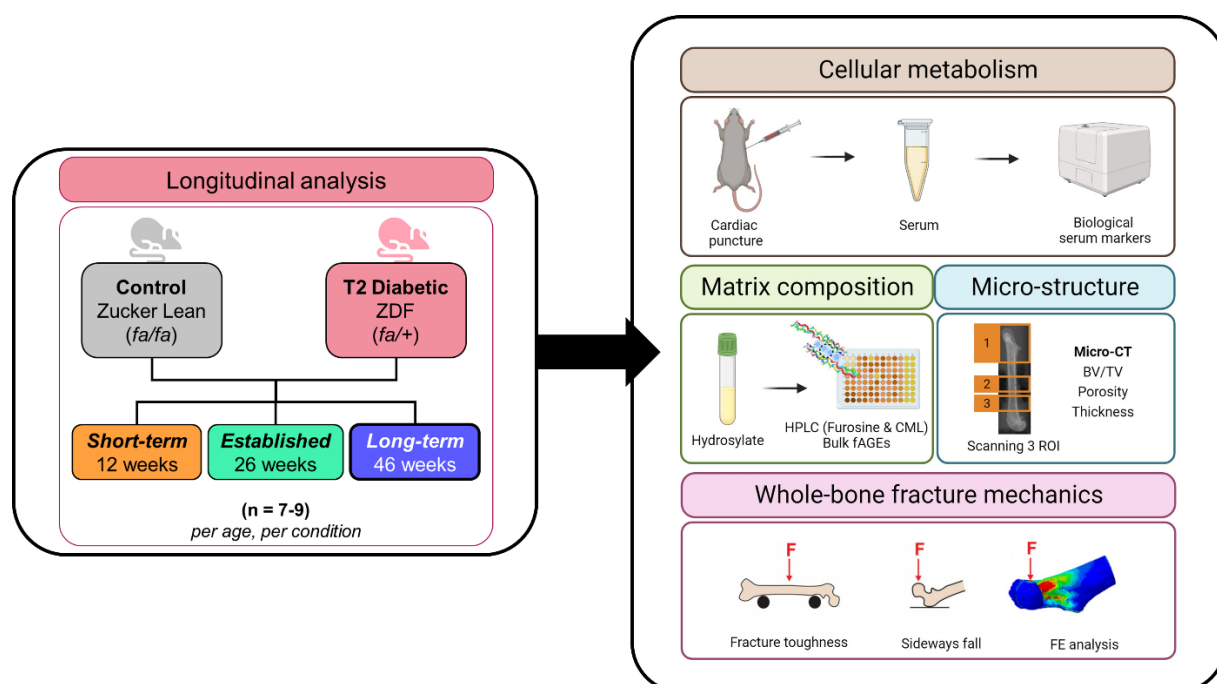 Longitudinal analysis
Control
Zucker Lean
(fa/fa)
T2 Diabetic
ZDF
(fa/+)
Short-term
12 weeks
Established
26 weeks
Long-term
46 weeks
(n = 7-9)
per age, per condition
Cellular metabolism
Cardiac
puncture
Serum
Biological
serum markers
Matrix composition
Hydrosylate
HPLC (Furosine & CML)
Bulk fAGEs
Micro-structure
1
2
3
Micro-CT
BV/TV
Porosity
Thickness
Scanning 3 ROI
Whole-bone fracture mechanics
F
Fracture toughness
F
Sideways fall
F
FE analysis